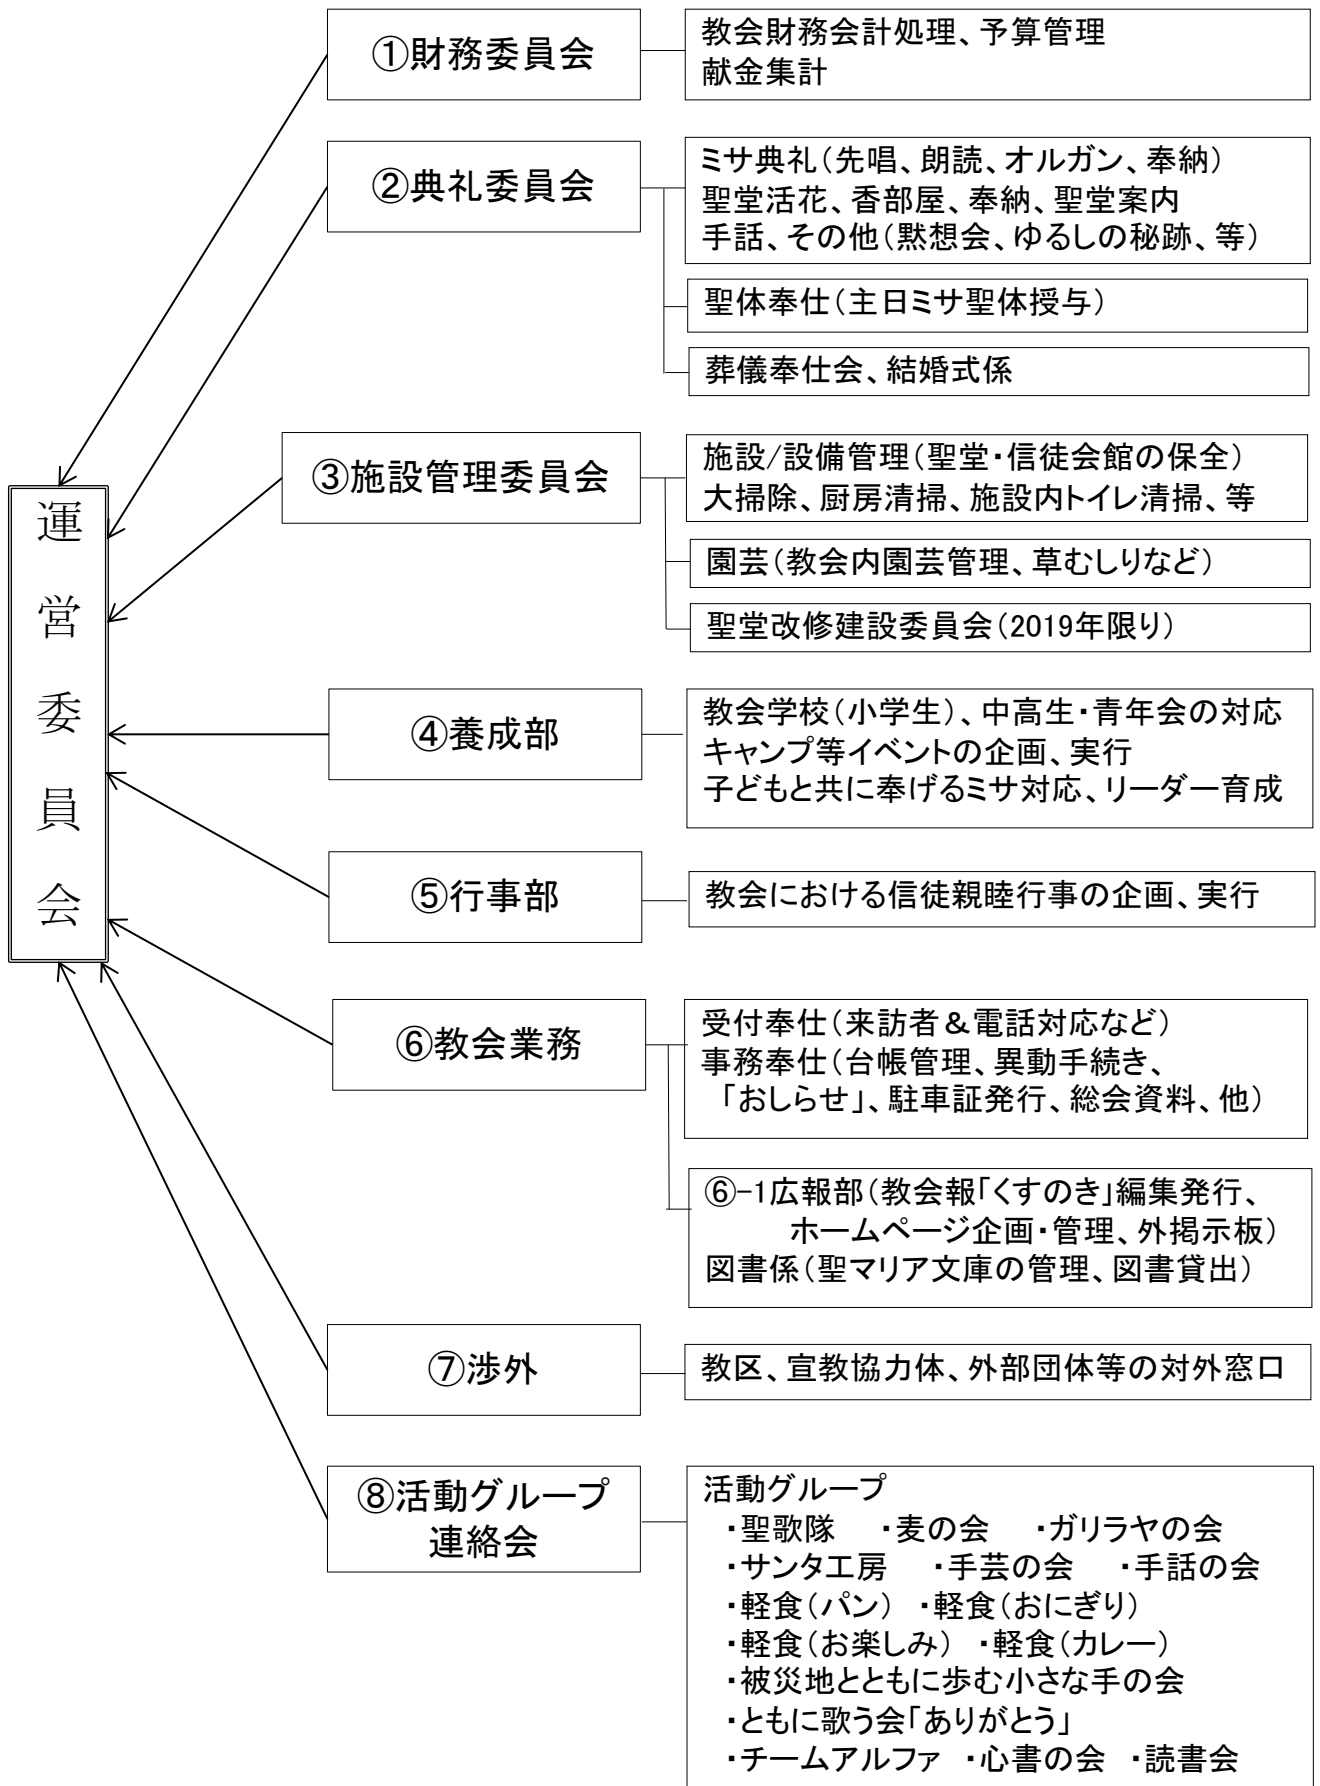 運営委員会
①財務委員会
教会財務会計処理、予算管理
献金集計
②典礼委員会
ミサ典礼(先唱、朗読、オルガン、奉納)
聖堂活花、香部屋、奉納、聖堂案内
手話、その他(黙想会、ゆるしの秘跡、等)
聖体奉仕(主日ミサ聖体授与)
葬儀奉仕会、結婚式係
③施設管理委員会
施設/設備管理(聖堂・信徒会館の保全)
大掃除、厨房清掃、施設内トイレ清掃、等
園芸(教会内園芸管理、草むしりなど)
聖堂改修建設委員会(2019年限り)
④養成部
教会学校(小学生)、中高生・青年会の対応
キャンプ等イベントの企画、実行
子どもと共に奉げるミサ対応、リーダー育成
⑤行事部
教会における信徒親睦行事の企画、実行
⑥教会業務
受付奉仕(来訪者&電話対応など)
事務奉仕(台帳管理、異動手続き、
「おしらせ」、駐車証発行、総会資料、他)
⑥-1広報部(教会報「くすのき」編集発行、
ホームページ企画・管理、外掲示板)
図書係(聖マリア文庫の管理、図書貸出)
⑦渉外
教区、宣教協力体、外部団体等の対外窓口
⑧活動グループ
連絡会
活動グループ
・聖歌隊 ・麦の会 ・ガリラヤの会
・サンタ工房 ・手芸の会 ・手話の会
・軽食(パン) ・軽食(おにぎり)
・軽食(お楽しみ) ・軽食(カレー)
・被災地とともに歩む小さな手の会
・ともに歌う会「ありがとう」
・チームアルファ ・心書の会 ・読書会